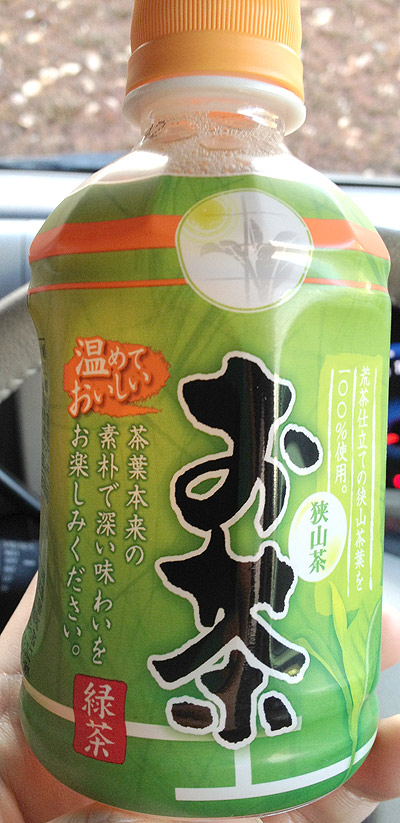 荒茶仕立ての狭山茶葉を
一〇〇%使用。
狭山茶
お茶
温めて
おいしい
茶葉本来の
素朴で深い味わいを
お楽しみください。
緑茶